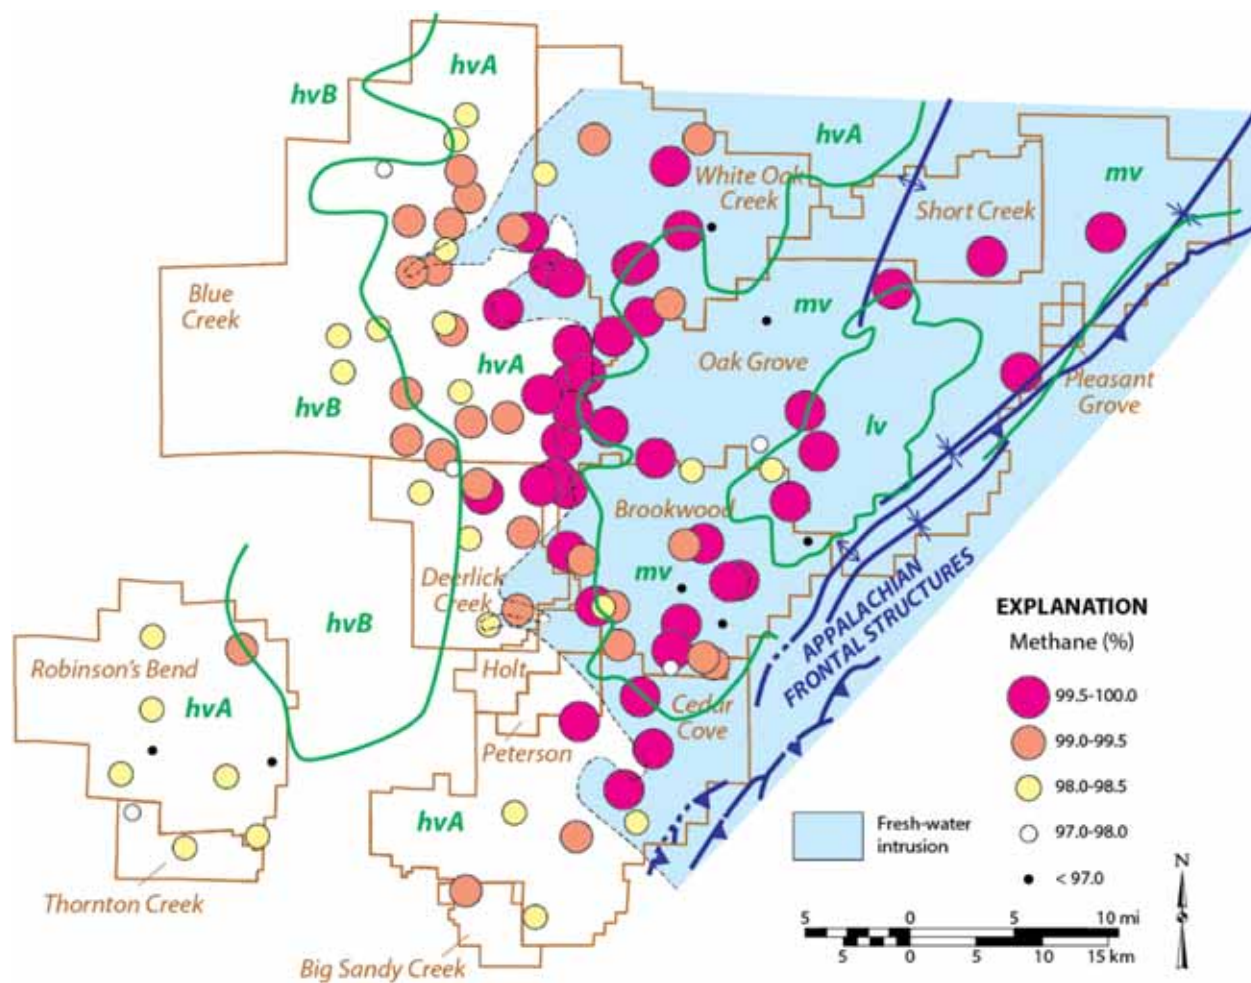 hvA
hvB
hvA
mv
White Oak
Creek
Short Creek
Blue
Creek
mv
hvA
Oak Grove
Pleasant
Grove
hvB
lv
Brookwood
mv
Deerlick
Creek
hvB
APPALACHIAN
FRONTAL STRUCTURES
Robinson's Bend
hvA
Holt
Cedar
Cove
Peterson
hvA
Thornton Creek
Big Sandy Creek
EXPLANATION
Methane (%)
99.5-100.0
99.0-99.5
98.0-98.5
97.0-98.0
< 97.0
Fresh-water
intrusion
N
5 0 5 10 mi
5 0 5 10 15 km